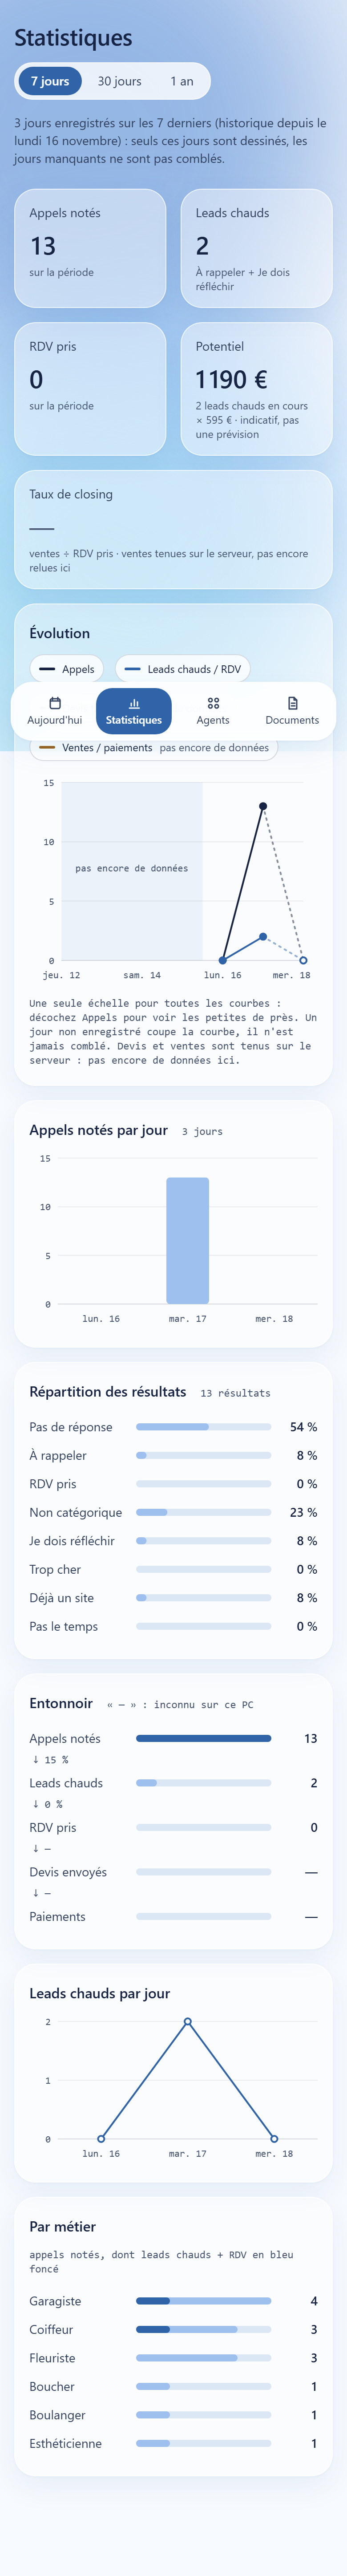 Statistiques
7 jours 30 jours 1 an
3 jours enregistrés sur les 7 derniers (historique depuis le
lundi 16 novembre) : seuls ces jours sont dessinés, les
jours manquants ne sont pas comblés.
Appels notés
13
sur la période
Leads chauds
2
À rappeler + Je dois
réfléchir
RDV pris
0
sur la période
Potentiel
1 190 €
2 leads chauds en cours
× 595 € · indicatif, pas
une prévision
Taux de closing
—
ventes ÷ RDV pris · ventes tenues sur le serveur, pas encore
relues ici
Évolution
Appels Leads chauds / RDV
Aujourd'hui Statistiques Agents Documents
Ventes / paiements pas encore de données
15
10
pas encore de données
5
0
jeu. 12 sam. 14 lun. 16 mer. 18
Une seule échelle pour toutes les courbes :
décochez Appels pour voir les petites de près. Un
jour non enregistré coupe la courbe, il n'est
jamais comblé. Devis et ventes sont tenus sur le
serveur : pas encore de données ici.
Appels notés par jour 3 jours
15
10
5
0
lun. 16 mar. 17 mer. 18
Répartition des résultats 13 résultats
Pas de réponse 54 %
À rappeler 8 %
RDV pris 0 %
Non catégorique 23 %
Je dois réfléchir 8 %
Trop cher 0 %
Déjà un site 8 %
Pas le temps 0 %
Entonnoir « — » : inconnu sur ce PC
Appels notés 13
↓ 15 %
Leads chauds 2
↓ 0 %
RDV pris 0
↓ —
Devis envoyés —
↓ —
Paiements —
Leads chauds par jour
2
1
0
lun. 16 mar. 17 mer. 18
Par métier
appels notés, dont leads chauds + RDV en bleu
foncé
Garagiste 4
Coiffeur 3
Fleuriste 3
Boucher 1
Boulanger 1
Esthéticienne 1